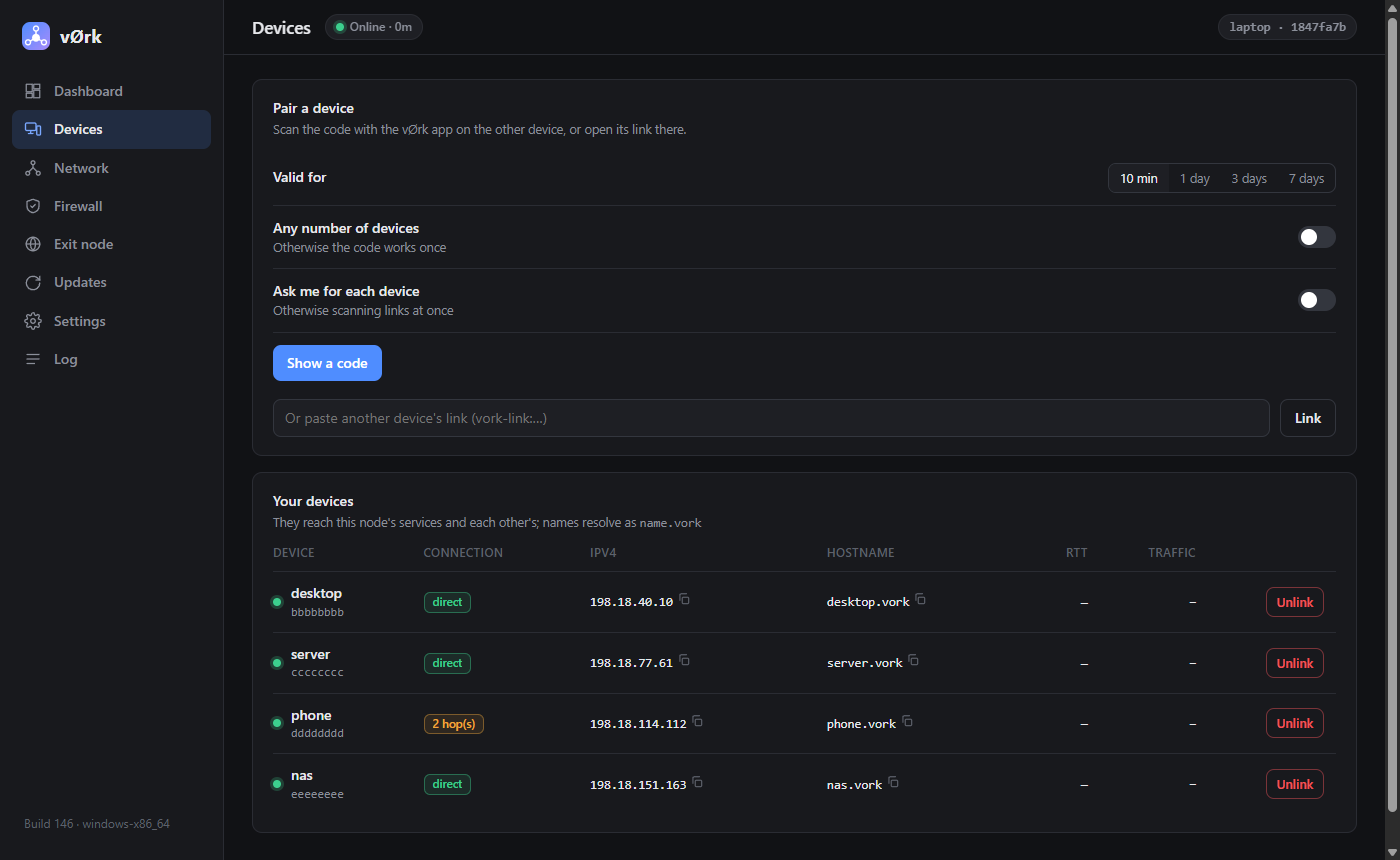 vØrk
Dashboard
Devices
Network
Firewall
Exit node
Updates
Settings
Log
Build 146 · windows-x86_64
Devices
Online · 0m
laptop · 1847fa7b
Pair a device
Scan the code with the vØrk app on the other device, or open its link there.
Valid for
10 min 1 day 3 days 7 days
Any number of devices
Otherwise the code works once
Ask me for each device
Otherwise scanning links at once
Show a code
Or paste another device's link (vork-link:...) Link
Your devices
They reach this node's services and each other's; names resolve as name.vork
DEVICE CONNECTION IPV4 HOSTNAME RTT TRAFFIC
desktop
bbbbbbbb
direct 198.18.40.10 desktop.vork – – Unlink
server
cccccccc
direct 198.18.77.61 server.vork – – Unlink
phone
dddddddd
2 hop(s) 198.18.114.112 phone.vork – – Unlink
nas
eeeeeeee
direct 198.18.151.163 nas.vork – – Unlink